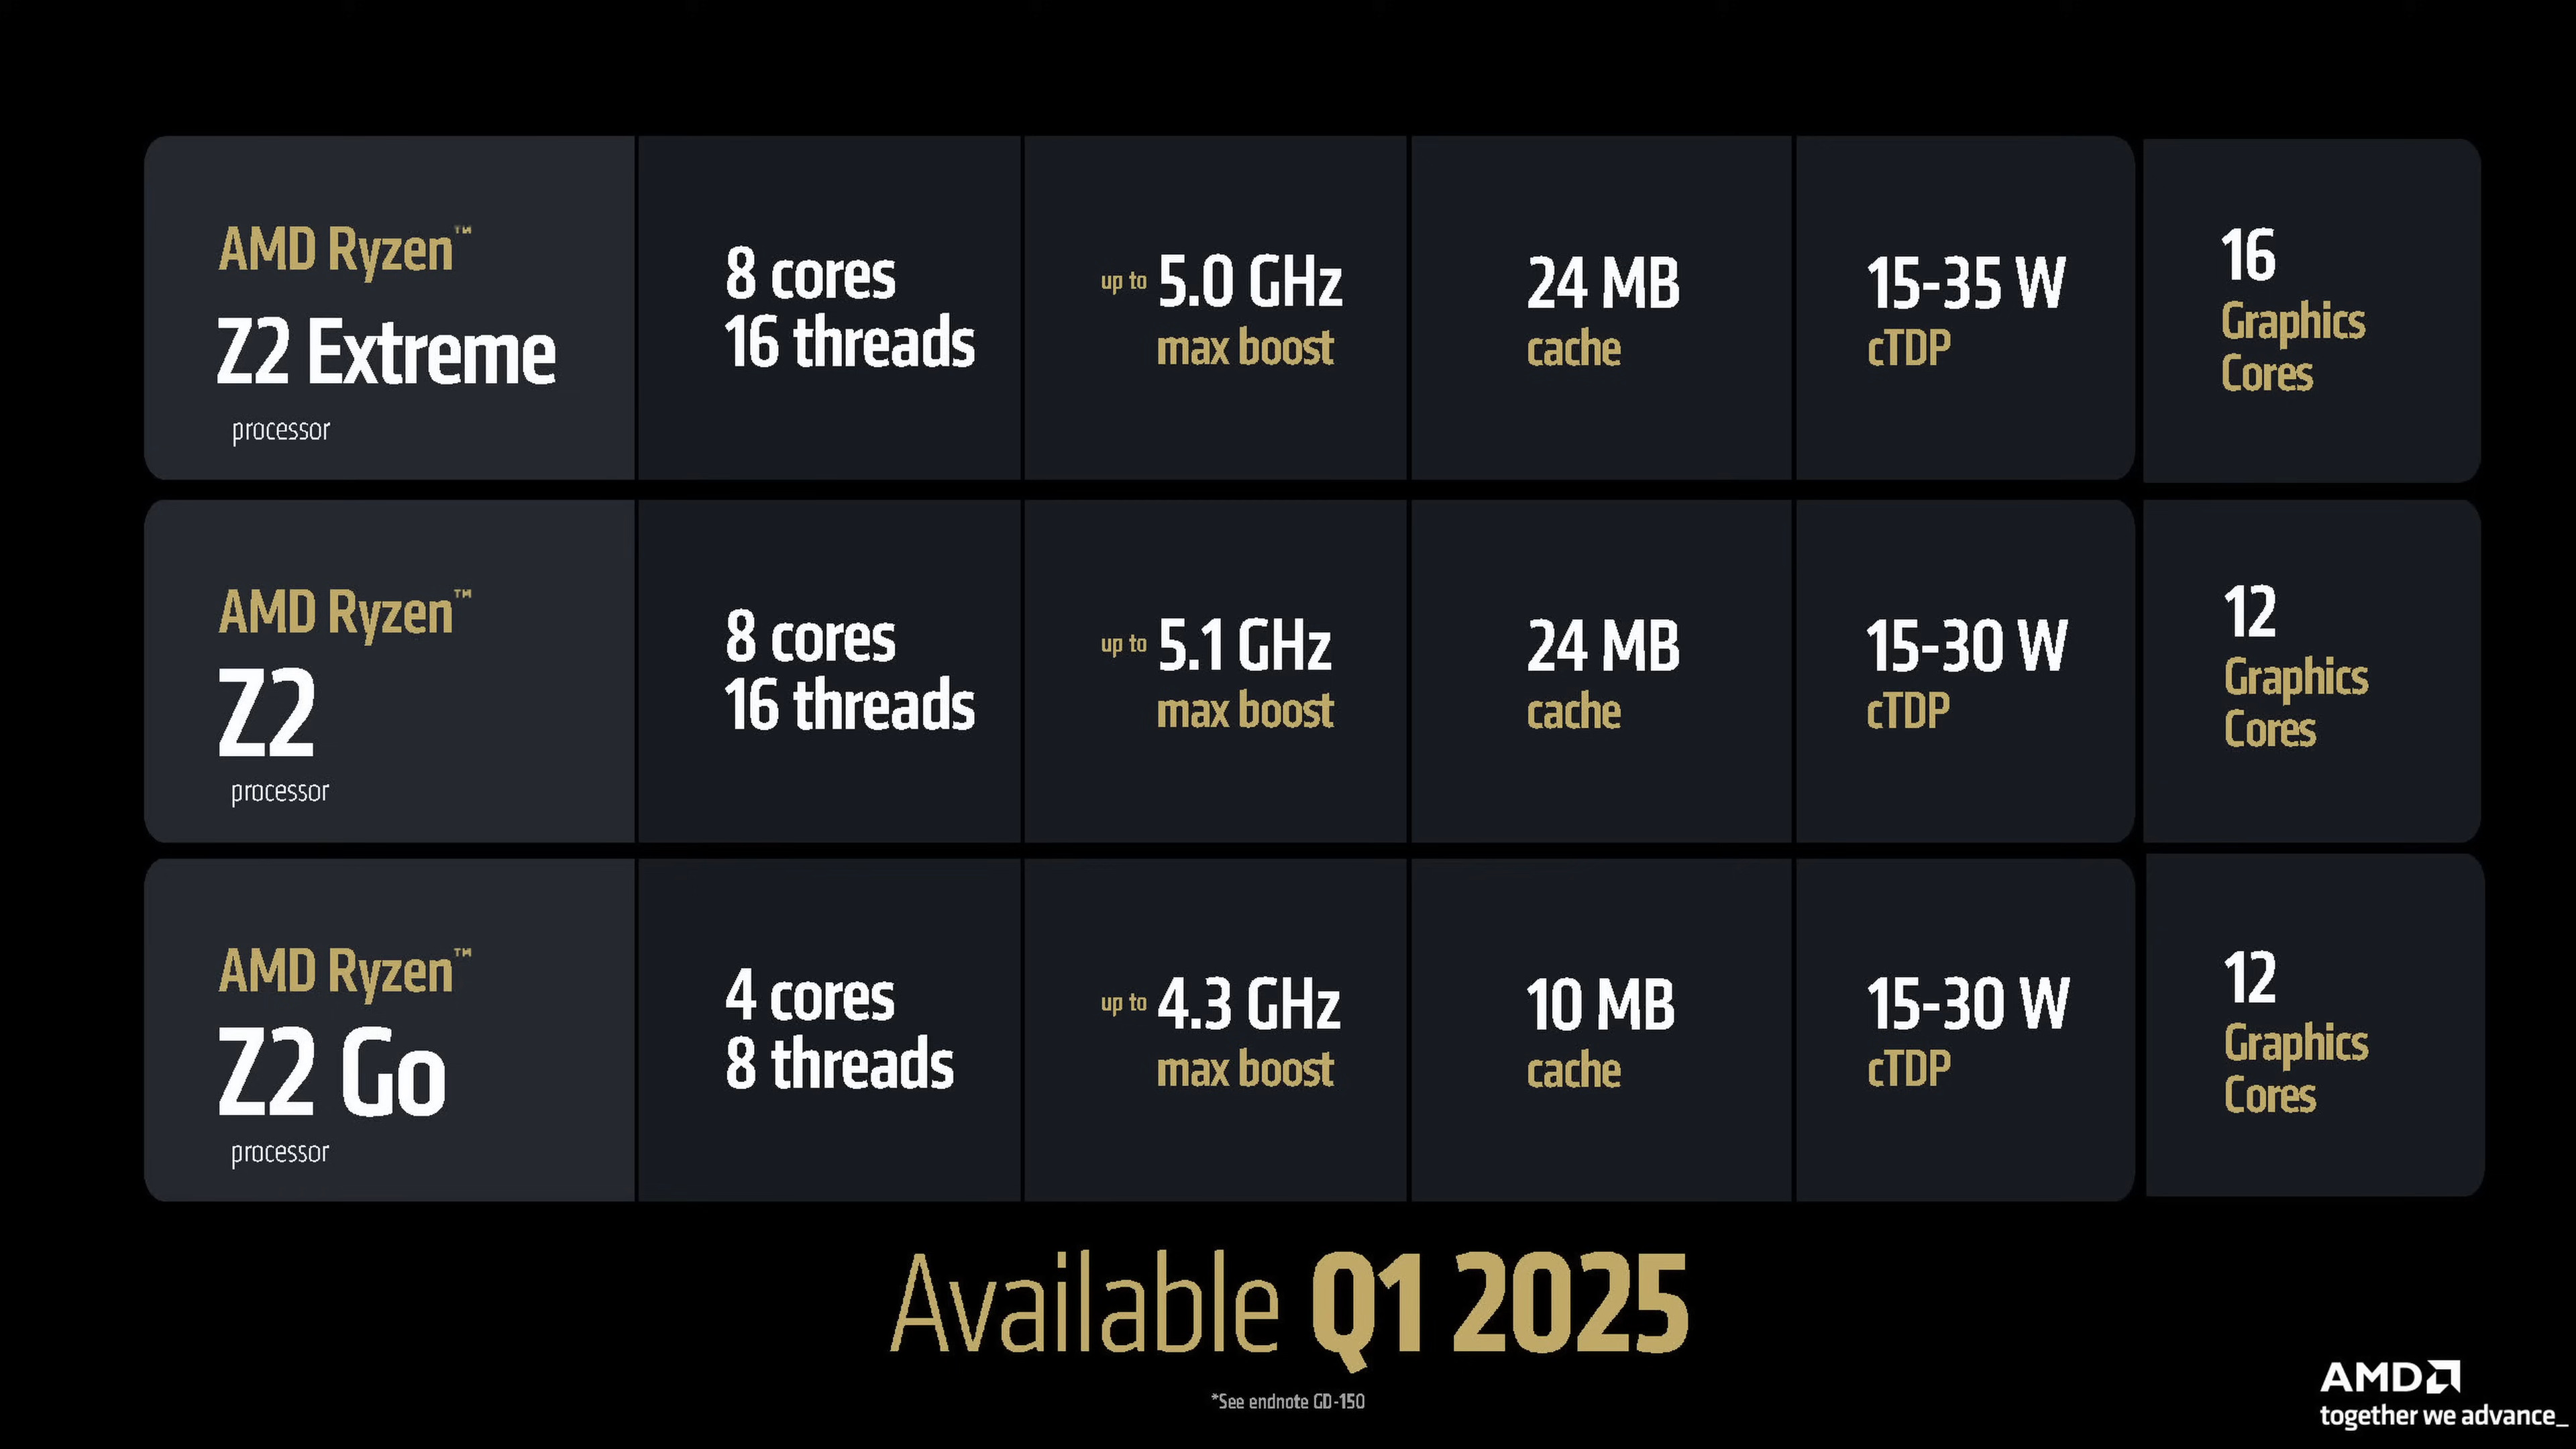 AMD Ryzen™
Z2 Extreme
processor
8 cores
16 threads
up to 5.0 GHz
max boost
24 MB
cache
15-35 W
cTDP
16
Graphics
Cores
AMD Ryzen™
Z2
processor
8 cores
16 threads
up to 5.1 GHz
max boost
24 MB
cache
15-30 W
cTDP
12
Graphics
Cores
AMD Ryzen™
Z2 Go
processor
4 cores
8 threads
up to 4.3 GHz
max boost
10 MB
cache
15-30 W
cTDP
12
Graphics
Cores
Available Q1 2025
*See endnote GD-150
AMD
together we advance_